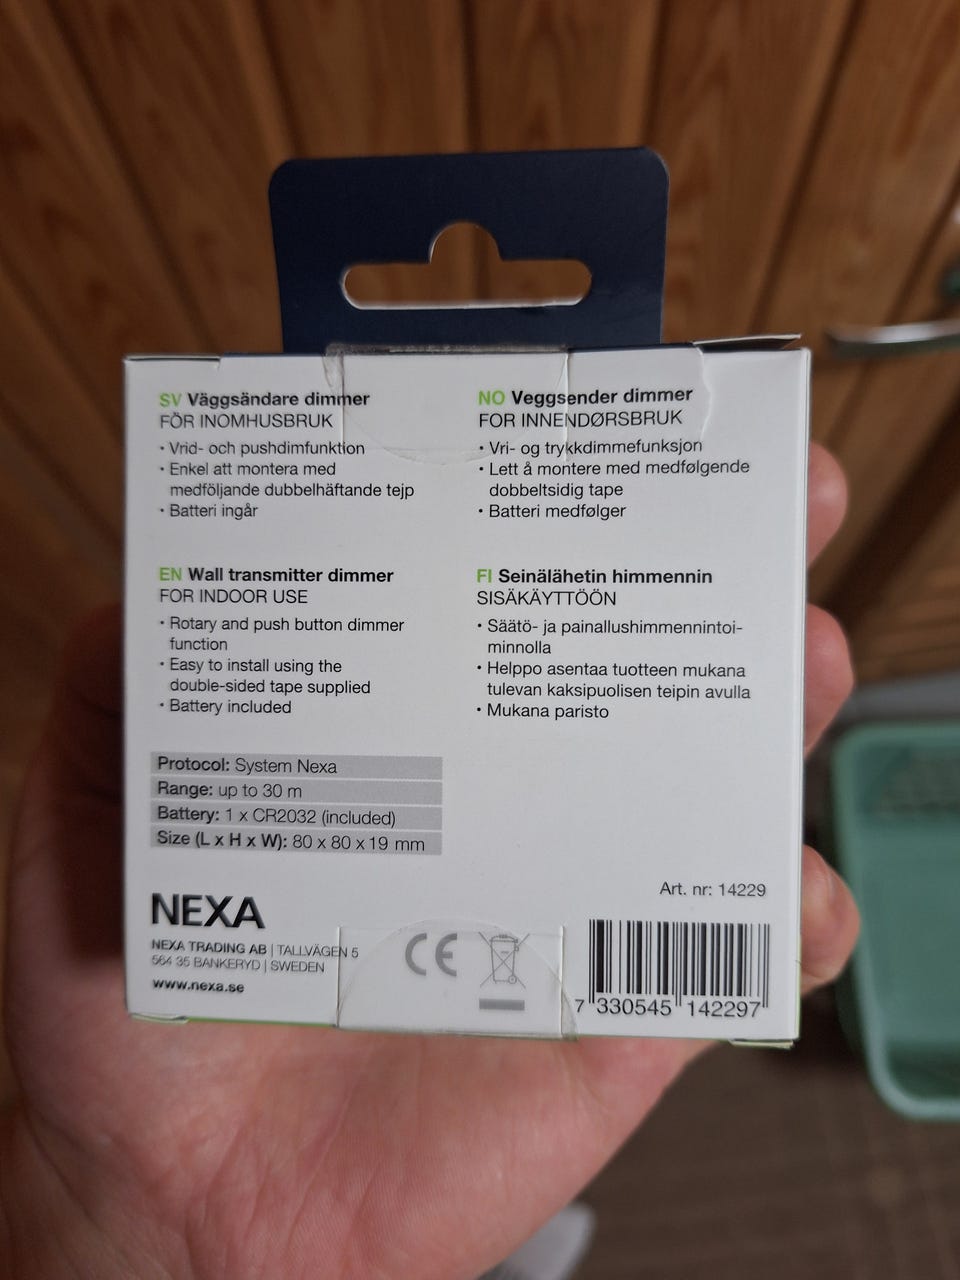 SV Väggsändare dimmer
FÖR INOMHUSBRUK
• Vrid- och pushdimfunktion
• Enkel att montera med
medföljande dubbelhäftande tejp
• Batteri ingår
NO Veggsender dimmer
FOR INNENDØRSBRUK
• Vri- og trykkdimmefunksjon
• Lett å montere med medfølgende
dobbeltsidig tape
• Batteri medfølger
EN Wall transmitter dimmer
FOR INDOOR USE
• Rotary and push button dimmer
function
• Easy to install using the
double-sided tape supplied
• Battery included
FI Seinälähetin himmennin
SISÄKÄYTTÖÖN
• Säätö- ja painallushimmennintoi-
minnolla
• Helppo asentaa tuotteen mukana
tulevan kaksipuolisen teipin avulla
• Mukana paristo
Protocol: System Nexa
Range: up to 30 m
Battery: 1 x CR2032 (included)
Size (L x H x W): 80 x 80 x 19 mm
NEXA
NEXA TRADING AB | TALLVÄGEN 5
564 35 BANKERYD | SWEDEN
www.nexa.se
CE
Art. nr: 14229
7 330545 142297